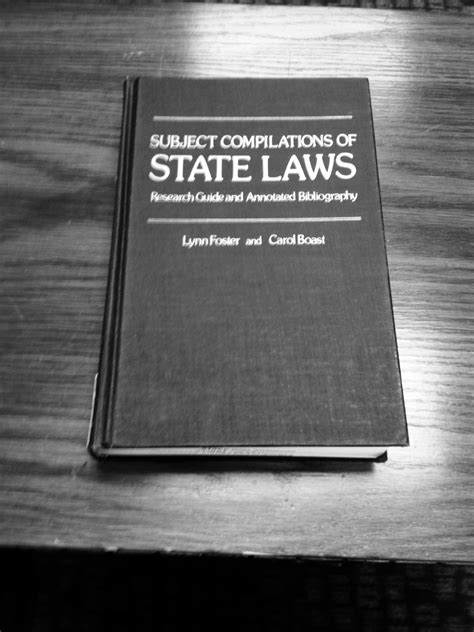 SUBJECT COMPILATIONS OF
STATE LAWS
Research Guide and Annotated Bibliography
Lynn Foster and Carol Boast